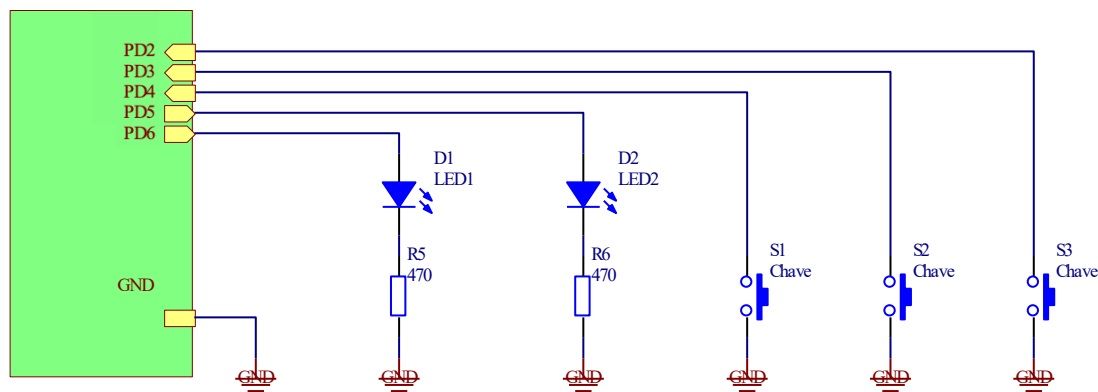 PD2
PD3
PD4
PD5
PD6
D1
LED1
D2
LED2
R5
470
R6
470
S1
Chave
S2
Chave
S3
Chave
GND
GND
GND
GND
GND
GND
GND